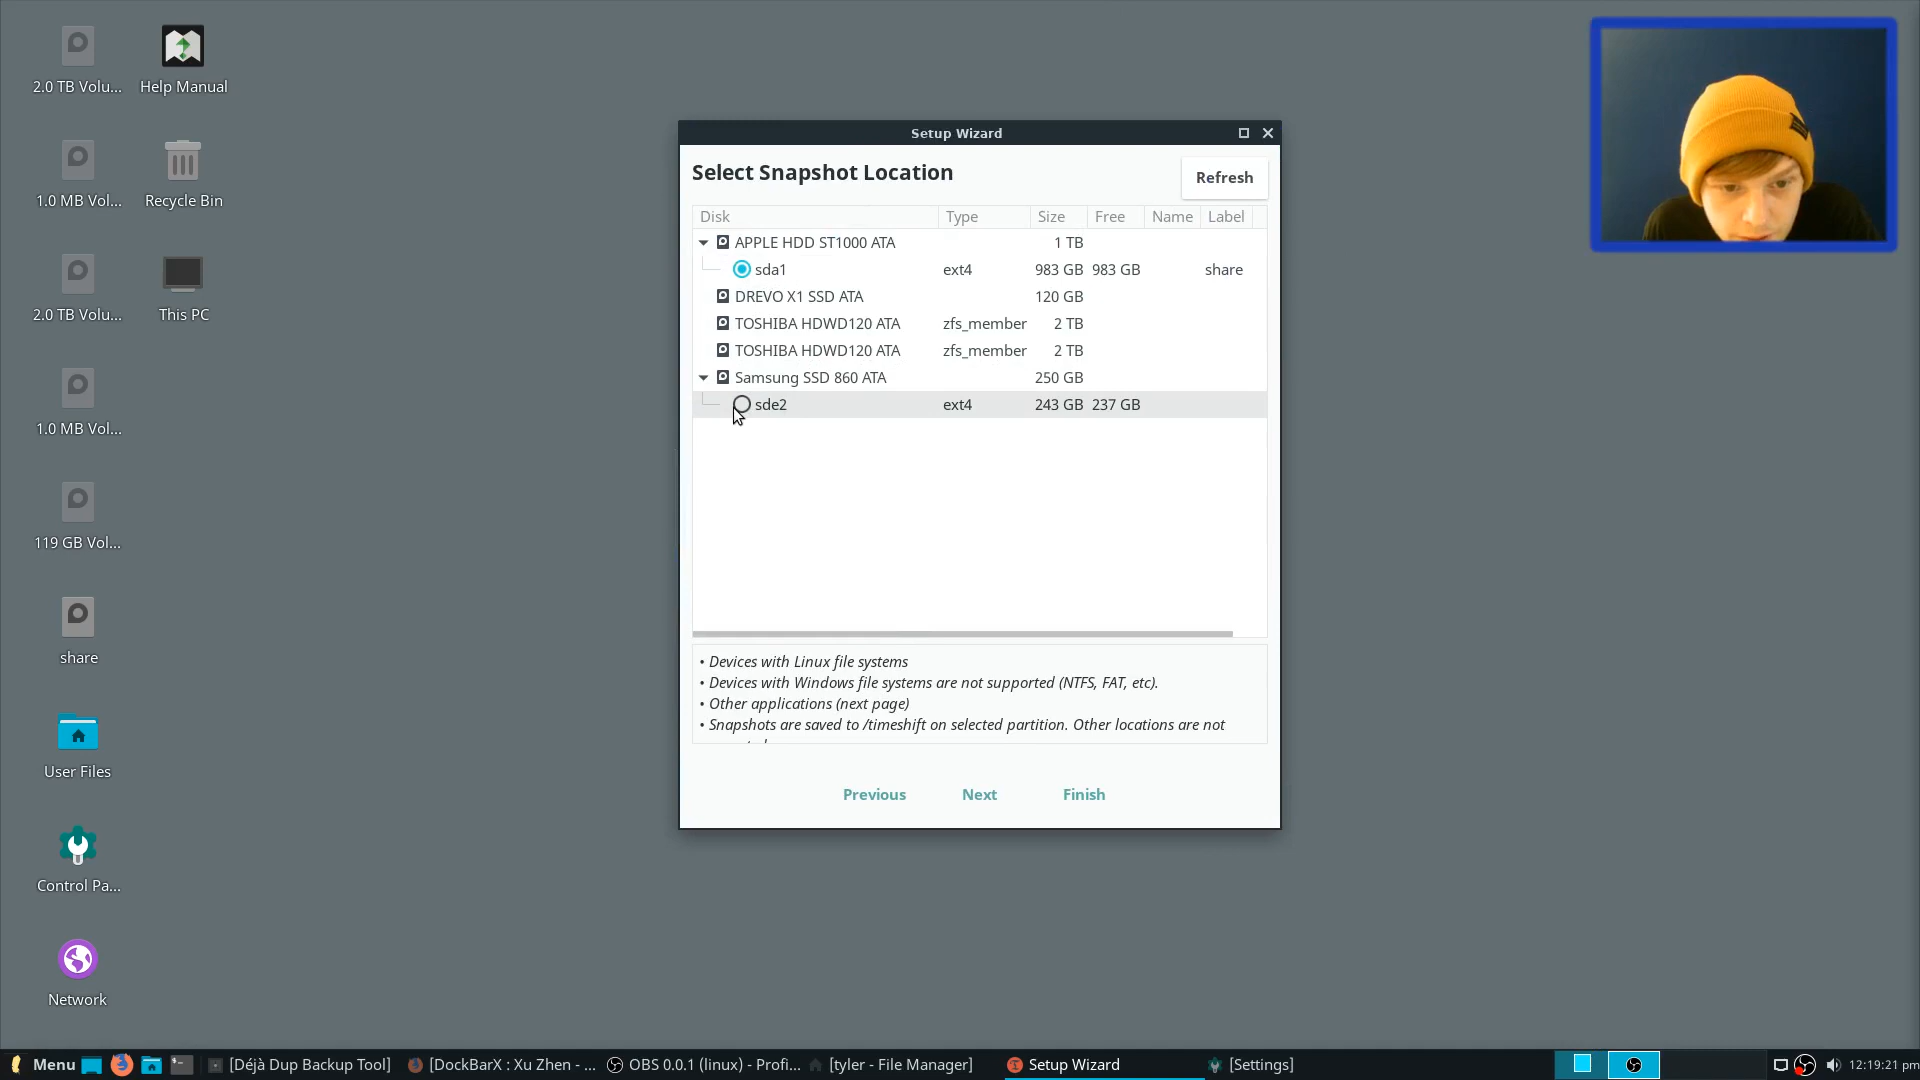 2.0 TB Volu...
Help Manual
1.0 MB Vol...
Recycle Bin
2.0 TB Volu...
This PC
1.0 MB Vol...
119 GB Vol...
share
User Files
Control Pa...
Network
Setup Wizard
Select Snapshot Location
Refresh
Disk Type Size Free Name Label
APPLE HDD ST1000 ATA 1 TB
sda1 ext4 983 GB 983 GB share
DREVO X1 SSD ATA 120 GB
TOSHIBA HDWD120 ATA zfs_member 2 TB
TOSHIBA HDWD120 ATA zfs_member 2 TB
Samsung SSD 860 ATA 250 GB
sde2 ext4 243 GB 237 GB
• Devices with Linux file systems
• Devices with Windows file systems are not supported (NTFS, FAT, etc).
• Other applications (next page)
• Snapshots are saved to /timeshift on selected partition. Other locations are not
Previous Next Finish
Menu [Déjà Dup Backup Tool] [DockBarX : Xu Zhen - ... OBS 0.0.1 (linux) - Profi... [tyler - File Manager] Setup Wizard [Settings] 12:19:21 pm